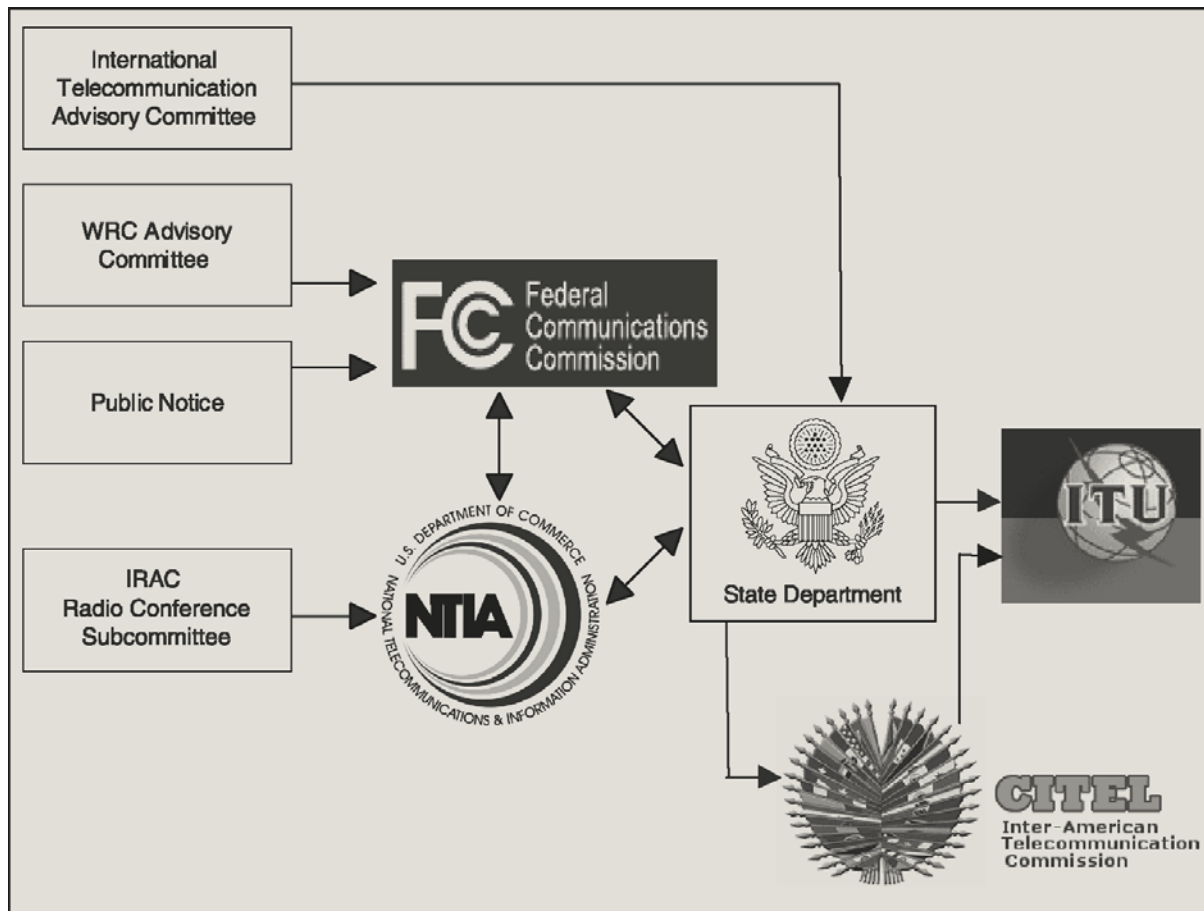 International
Telecommunication
Advisory Committee
WRC Advisory
Committee
Public Notice
IRAC
Radio Conference
Subcommittee
FCC
Federal
Communications
Commission
U.S. DEPARTMENT OF COMMERCE
NATIONAL TELECOMMUNICATIONS & INFORMATION ADMINISTRATION
NTIA
State Department
ITU
CITEL
Inter-American
Telecommunication
Commission